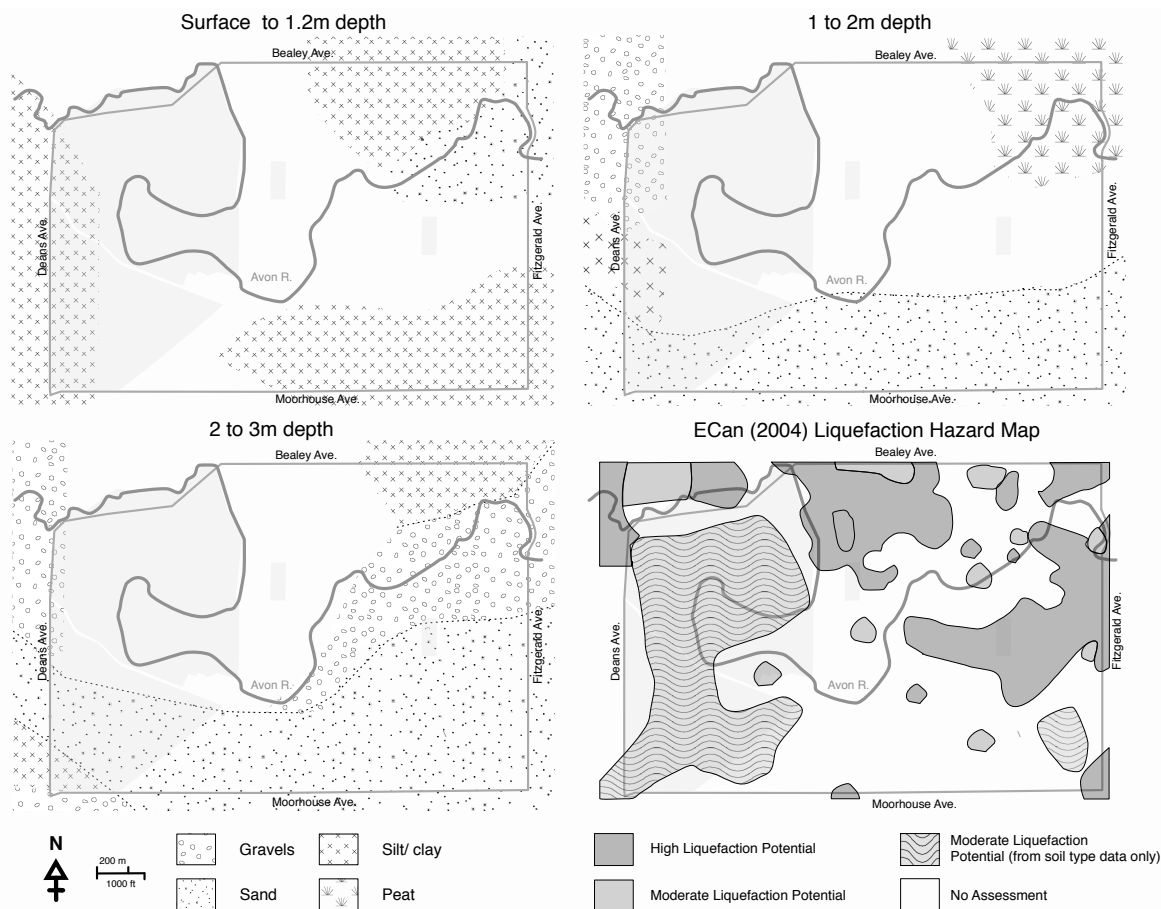 Surface to 1.2m depth
Bealey Ave.
Deans Ave.
Avon R.
Fitzgerald Ave.
Moorhouse Ave.
1 to 2m depth
Bealey Ave.
Deans Ave.
Avon R.
Fitzgerald Ave.
Moorhouse Ave.
2 to 3m depth
Bealey Ave.
Deans Ave.
Avon R.
Fitzgerald Ave.
Moorhouse Ave.
ECan (2004) Liquefaction Hazard Map
Bealey Ave.
Deans Ave.
Avon R.
Fitzgerald Ave.
Moorhouse Ave.
N
200 m
1000 ft
Gravels
Silt/ clay
Sand
Peat
High Liquefaction Potential
Moderate Liquefaction
Potential (from soil type data only)
Moderate Liquefaction Potential
No Assessment